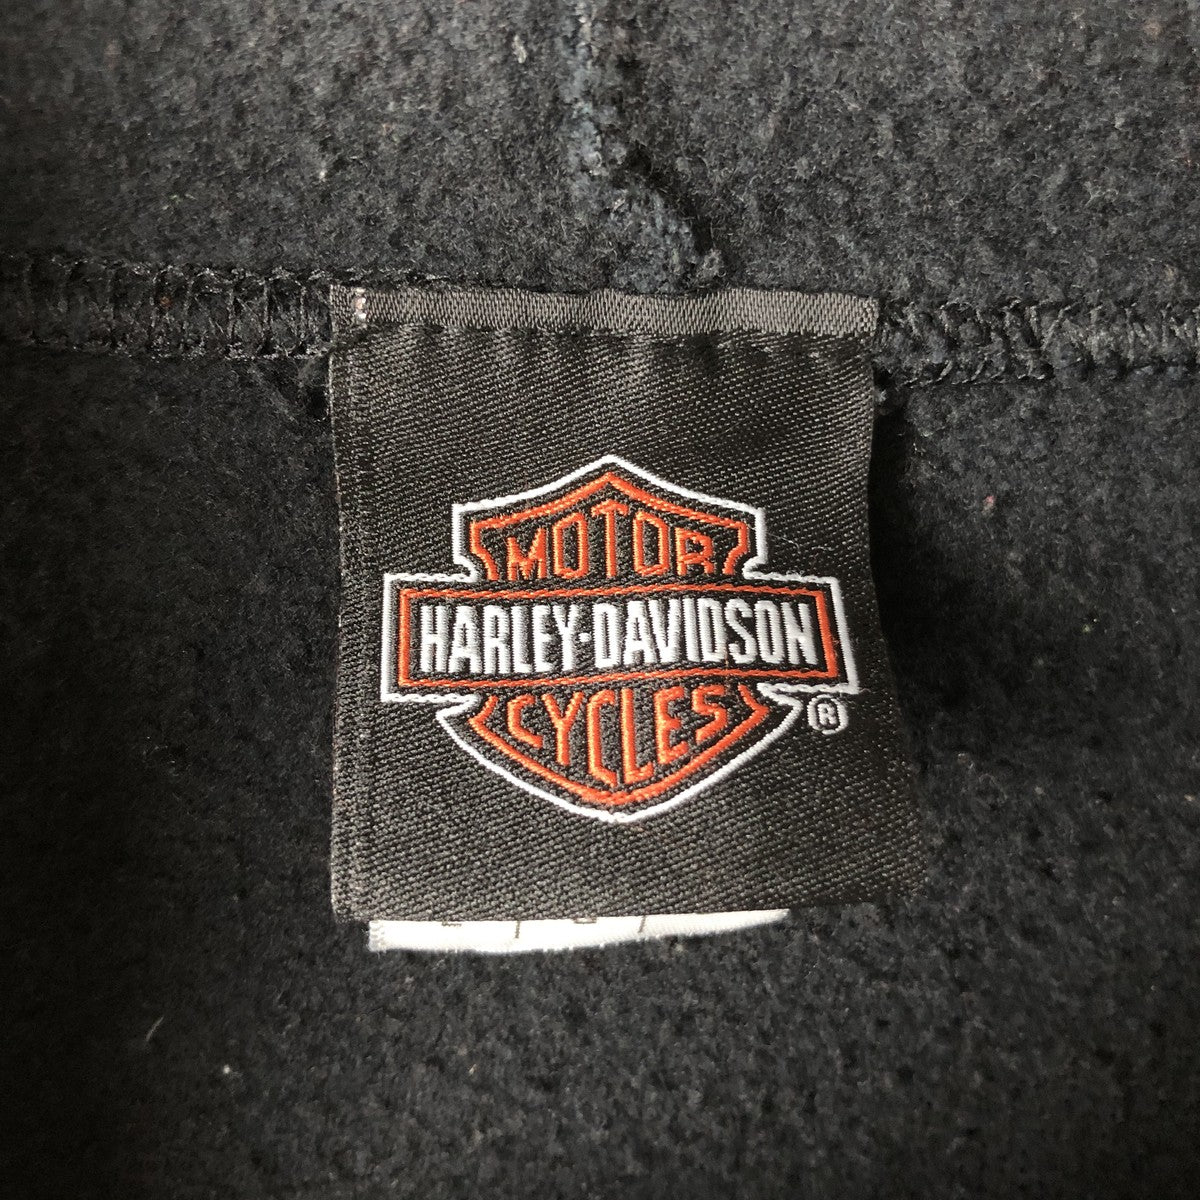 MOTOR
HARLEY-DAVIDSON
CYCLES
®